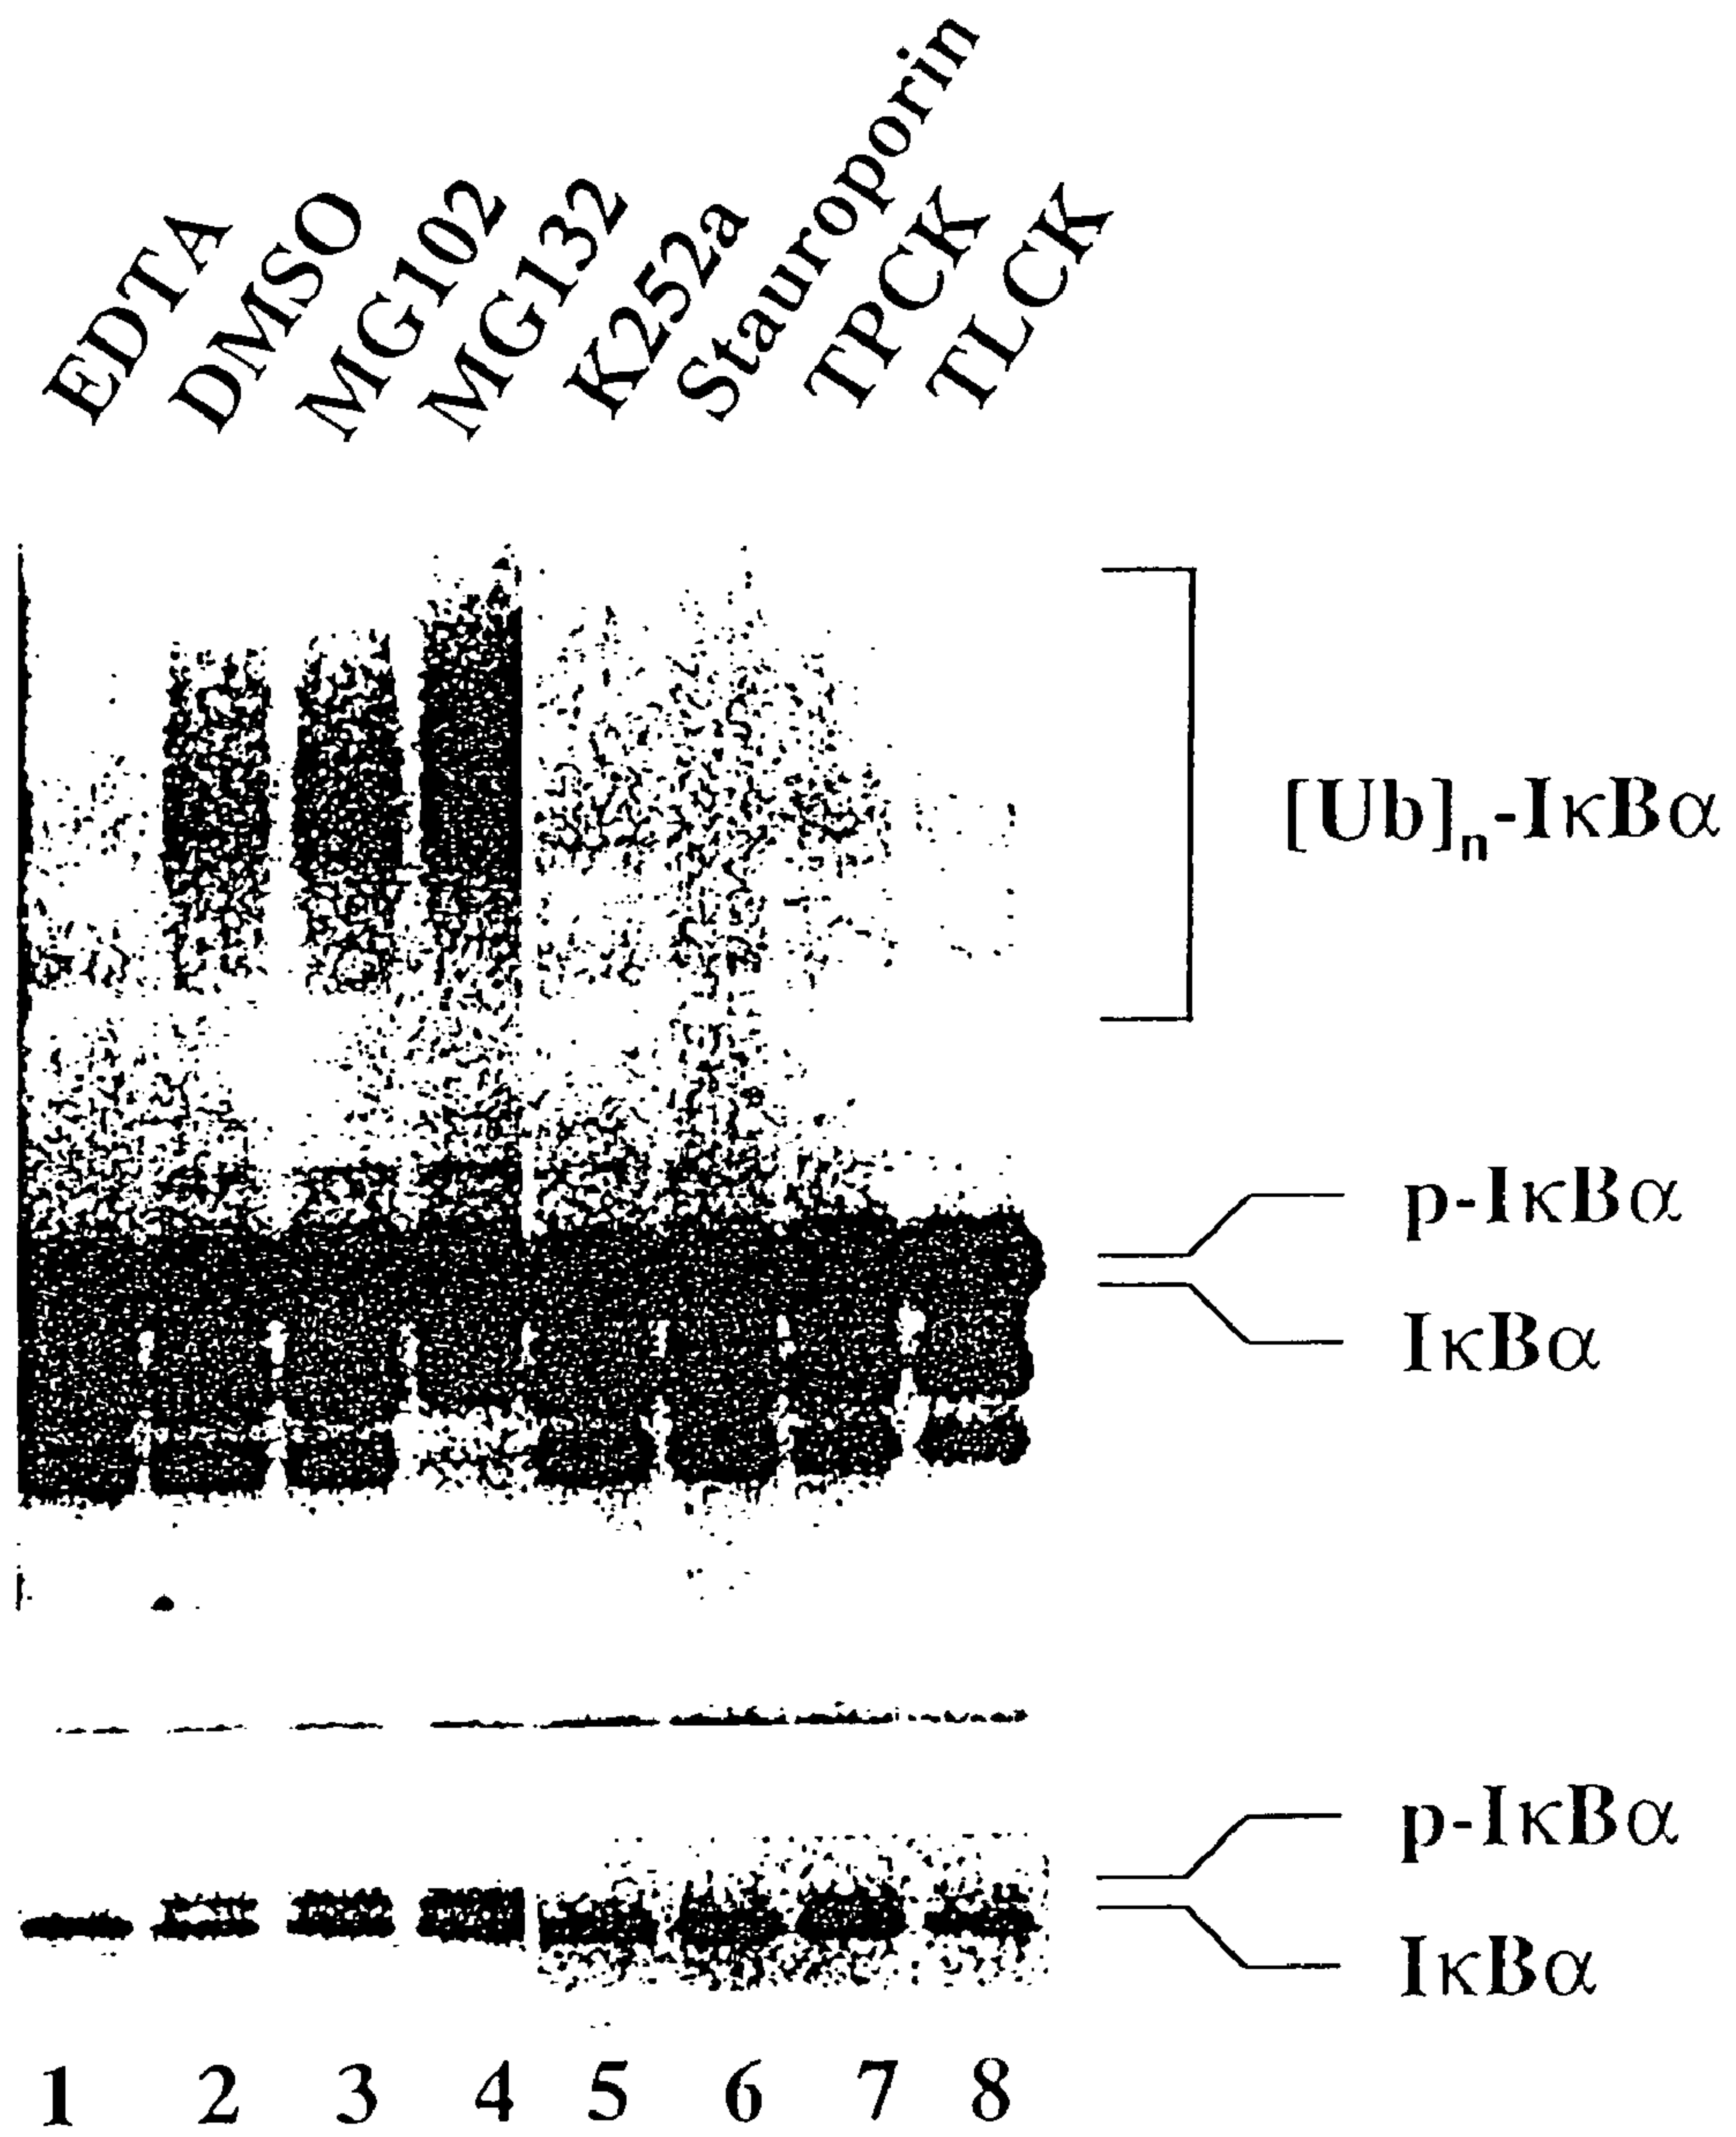 EDTA DMSO MG102 MG132 K252a Stauroporin TPCK TLCK
[Ub]n-IκBα
p-IκBα
IκBα
p-IκBα
IκBα
1 2 3 4 5 6 7 8